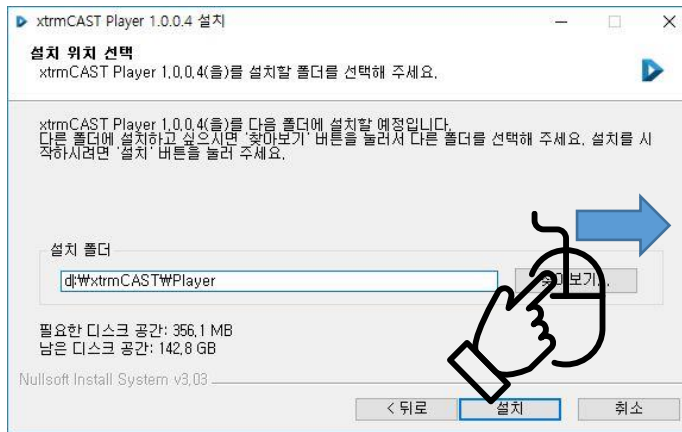 xtrmCAST Player 1.0.0.4 설치
설치 위치 선택
xtrmCAST Player 1.0.0.4(을)를 설치할 폴더를 선택해 주세요.
xtrmCAST Player 1.0.0.4(을)를 다음 폴더에 설치할 예정입니다.
다른 폴더에 설치하고 싶으시면 '찾아보기' 버튼을 눌러서 다른 폴더를 선택해 주세요. 설치를 시
작하시려면 '설치' 버튼을 눌러 주세요.
설치 폴더
d:₩xtrmCAST₩Player
찾아보기...
필요한 디스크 공간: 356.1 MB
남은 디스크 공간: 142.8 GB
Nullsoft Install System v3.03
< 뒤로
설치
취소